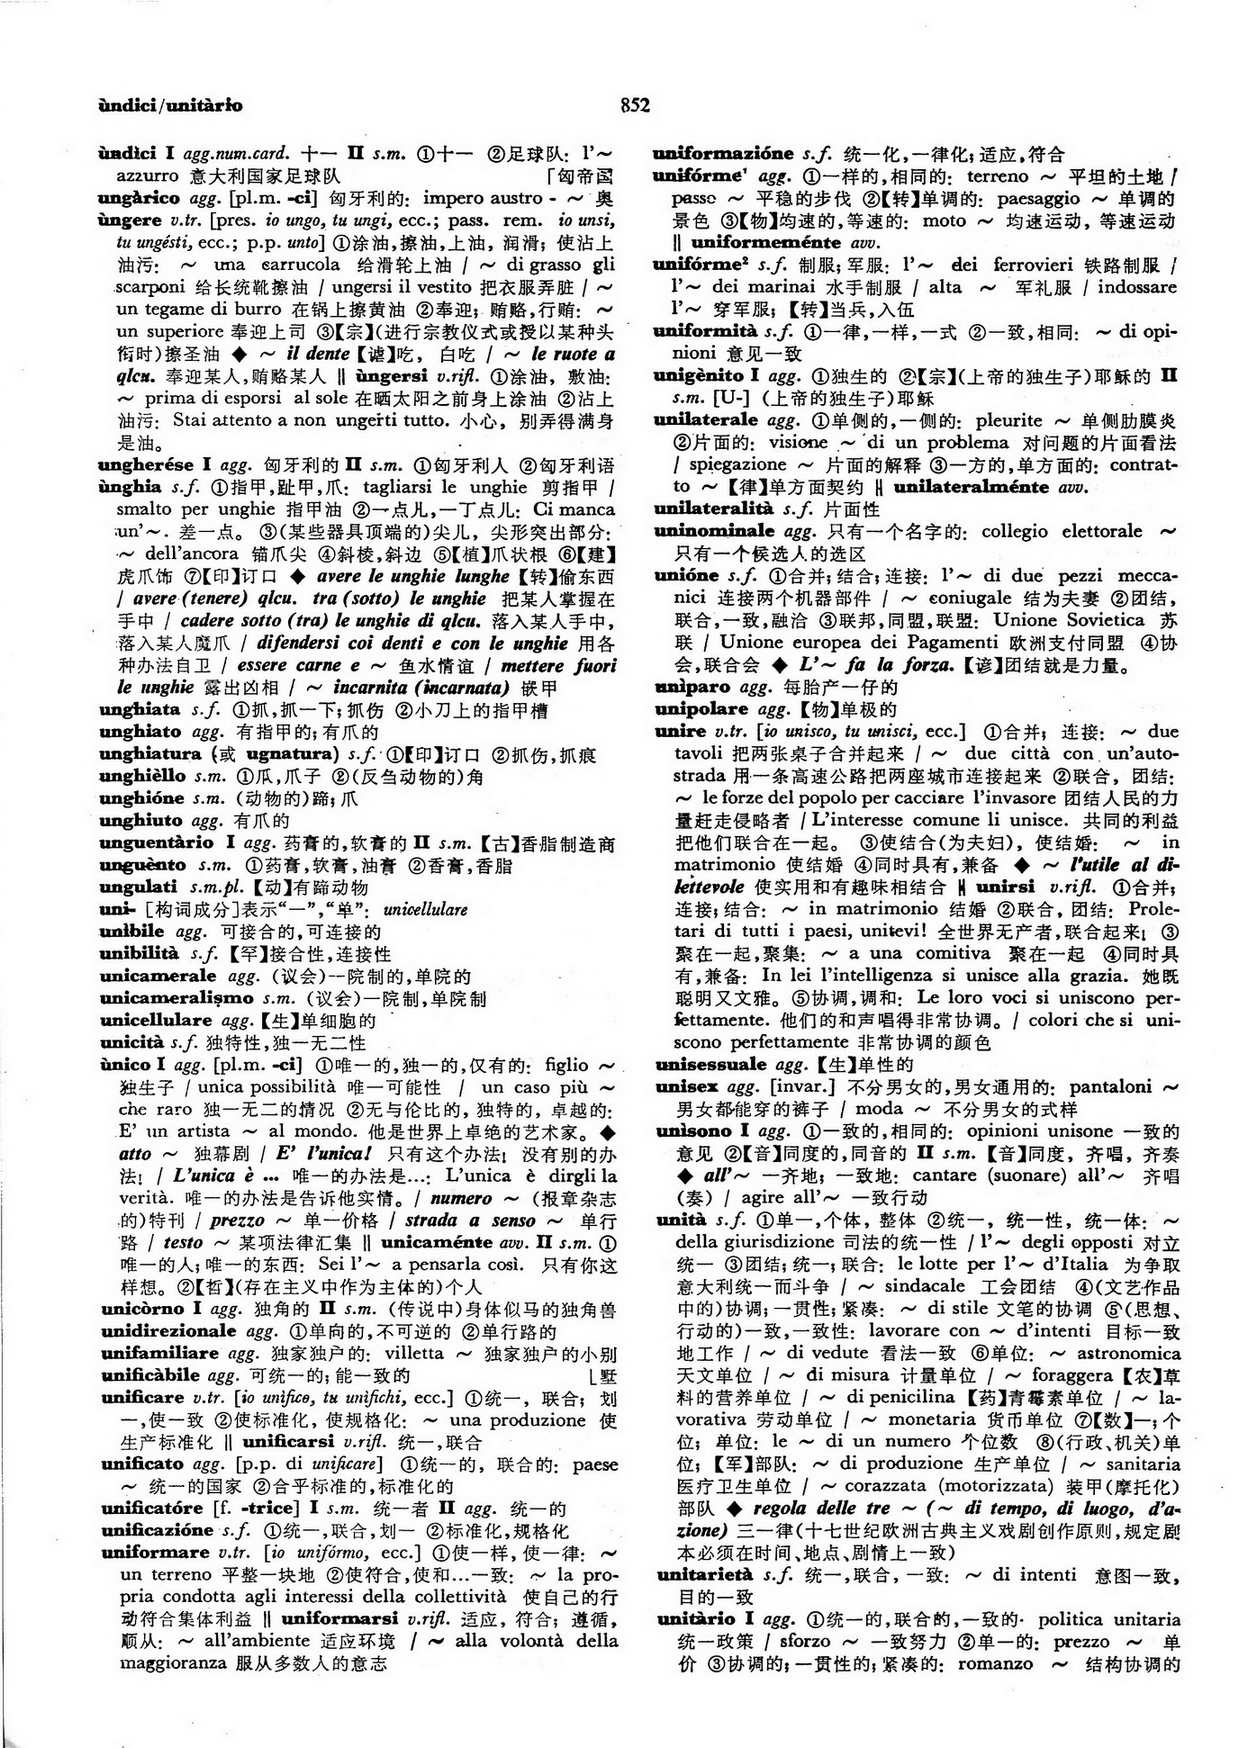 ùndici/unitàrio
852
ùndici I agg.num.card. 十一 II s.m. ①十一 ②足球队: l'～
azzurro 意大利国家足球队 「匈帝国
ungàrico agg. [pl.m. -ci] 匈牙利的: impero austro - ～ 奥
ùngere v.tr. [pres. io ungo, tu ungi, ecc.; pass. rem. io unsi,
tu ungésti, ecc.; p.p. unto] ①涂油,擦油,上油, 润滑; 使沾上
油污: ～ una carrucola 给滑轮上油 / ～ di grasso gli
scarponi 给长统靴擦油 / ungersi il vestito 把衣服弄脏 / ～
un tegame di burro 在锅上擦黄油 ②奉迎; 贿赂,行贿: ～
un superiore 奉迎上司 ③【宗】(进行宗教仪式或授以某种头
衔时)擦圣油 ◆ ～ il dente【谑】吃, 白吃 / ～ le ruote a
qlcu. 奉迎某人,贿赂某人 ‖ ùngersi v.rifl. ①涂油, 敷油:
～ prima di esporsi al sole 在晒太阳之前身上涂油 ②沾上
油污: Stai attento a non ungerti tutto. 小心, 别弄得满身
是油。
ungherése I agg. 匈牙利的 II s.m. ①匈牙利人 ②匈牙利语
ùnghia s.f. ①指甲,趾甲,爪: tagliarsi le unghie 剪指甲 /
smalto per unghie 指甲油 ②一点儿,一丁点儿: Ci manca
un'～. 差一点。 ③(某些器具顶端的)尖儿, 尖形突出部分:
～ dell'ancora 锚爪尖 ④斜棱,斜边 ⑤【植】爪状根 ⑥【建】
虎爪饰 ⑦【印】订口 ◆ avere le unghie lunghe【转】偷东西
/ avere (tenere) qlcu. tra (sotto) le unghie 把某人掌握在
手中 / cadere sotto (tra) le unghie di qlcu. 落入某人手中,
落入某人魔爪 / difendersi coi denti e con le unghie 用各
种办法自卫 / essere carne e ～ 鱼水情谊 / mettere fuori
le unghie 露出凶相 / ～ incarnita (incarnata) 嵌甲
unghiata s.f. ①抓,抓一下;抓伤 ②小刀上的指甲槽
unghiato agg. 有指甲的;有爪的
unghiatura (或 ugnatura) s.f. ①【印】订口 ②抓伤,抓痕
unghièllo s.m. ①瓜,爪子 ②(反刍动物的)角
unghióne s.m. (动物的)蹄;爪
unghiuto agg. 有爪的
unguentàrio I agg. 药膏的,软膏的 II s.m. 【古】香脂制造商
unguènto s.m. ①药膏,软膏,油膏 ②香膏,香脂
ungulati s.m.pl. 【动】有蹄动物
uni- [构词成分]表示“一”,“单”: unicellulare
unìbile agg. 可接合的,可连接的
unibilità s.f. 【罕】接合性,连接性
unicamerale agg. (议会)一院制的,单院的
unicameralismo s.m. (议会)一院制,单院制
unicellulare agg.【生】单细胞的
unicità s.f. 独特性,独一无二性
ùnico I agg. [pl.m. -ci] ①唯一的,独一的,仅有的: figlio ～
独生子 / unica possibilità 唯一可能性 / un caso più ～
che raro 独一无二的情况 ②无与伦比的, 独特的, 卓越的:
E' un artista ～ al mondo. 他是世界上卓绝的艺术家。◆
atto ～ 独幕剧 / E' l'unica! 只有这个办法! 没有别的办
法! / L'unica è ... 唯一的办法是…: L'unica è dirgli la
verità. 唯一的办法是告诉他实情。/ numero ～ (报章杂志
的)特刊 / prezzo ～ 单一价格 / strada a senso ～ 单行
路 / testo ～ 某项法律汇集 ‖ unicaménte avv. II s.m. ①
唯一的人;唯一的东西: Sei l'～ a pensarla così. 只有你这
样想。②【哲】(存在主义中作为主体的)个人
unicòrno I agg. 独角的 II s.m. (传说中)身体似马的独角兽
unidirezionale agg. ①单向的,不可逆的 ②单行路的
unifamiliare agg. 独家独户的: villetta ～ 独家独户的小别
unificàbile agg. 可统一的;能一致的 ⌊墅
unificare v.tr. [io unifico, tu unifichi, ecc.] ①统一, 联合; 划
一,使一致 ②使标准化, 使规格化: ～ una produzione 使
生产标准化 ‖ unificarsi v.rifl. 统一,联合
unificato agg. [p.p. di unificare] ①统一的, 联合的: paese
～ 统一的国家 ②合乎标准的,标准化的
unificatóre [f. -trice] I s.m. 统一者 II agg. 统一的
unificazióne s.f. ①统一,联合,划一 ②标准化,规格化
uniformare v.tr. [io unifórmo, ecc.] ①使一样, 使一律: ～
un terreno 平整一块地 ②使符合,使和…一致: ～ la pro-
pria condotta agli interessi della collettività 使自己的行
动符合集体利益 ‖ uniformarsi v.rifl. 适应, 符合; 遵循,
顺从: ～ all'ambiente 适应环境 / ～ alla volontà della
maggioranza 服从多数人的意志
uniformazióne s.f. 统一化,一律化;适应,符合
unifórme¹ agg. ①一样的,相同的: terreno ～ 平坦的土地 /
passo ～ 平稳的步伐 ②【转】单调的: paesaggio ～ 单调的
景色 ③【物】均速的,等速的: moto ～ 均速运动, 等速运动
‖ uniformeménte avv.
unifórme² s.f. 制服;军服: l'～ dei ferrovieri 铁路制服 /
l'～ dei marinai 水手制服 / alta ～ 军礼服 / indossare
l'～ 穿军服; 【转】当兵,入伍
uniformità s.f. ①一律,一样,一式 ②一致,相同: ～ di opi-
nioni 意见一致
unigènito I agg. ①独生的 ②【宗】(上帝的独生子)耶稣的 II
s.m. [U-] (上帝的独生子)耶稣
unilaterale agg. ①单侧的,一侧的: pleurite ～ 单侧肋膜炎
②片面的: visione ～ di un problema 对问题的片面看法
/ spiegazione ～ 片面的解释 ③一方的,单方面的: contrat-
to ～ 【律】单方面契约 ‖ unilateralménte avv.
unilateralità s.f. 片面性
uninominale agg. 只有一个名字的: collegio elettorale ～
只有一个候选人的选区
unióne s.f. ①合并;结合;连接: l'～ di due pezzi mecca-
nici 连接两个机器部件 / ～ coniugale 结为夫妻 ②团结,
联合,一致,融洽 ③联邦,同盟,联盟: Unione Sovietica 苏
联 / Unione europea dei Pagamenti 欧洲支付同盟 ④协
会,联合会 ◆ L'～ fa la forza.【谚】团结就是力量。
unìparo agg. 每胎产一仔的
unipolare agg. 【物】单极的
unire v.tr. [io unisco, tu unisci, ecc.] ①合并; 连接: ～ due
tavoli 把两张桌子合并起来 / ～ due città con un'auto-
strada 用一条高速公路把两座城市连接起来 ②联合, 团结:
～ le forze del popolo per cacciare l'invasore 团结人民的力
量赶走侵略者 / L'interesse comune li unisce. 共同的利益
把他们联合在一起。 ③使结合(为夫妇), 使结婚: ～ in
matrimonio 使结婚 ④同时具有,兼备 ◆ ～ l'utile al di-
lettevole 使实用和有趣味相结合 ‖ unirsi v.rifl. ①合并;
连接;结合: ～ in matrimonio 结婚 ②联合, 团结: Prole-
tari di tutti i paesi, unitevi! 全世界无产者,联合起来! ③
聚在一起,聚集: ～ a una comitiva 聚在一起 ④同时具
有,兼备: In lei l'intelligenza si unisce alla grazia. 她既
聪明又文雅。⑤协调,调和: Le loro voci si uniscono per-
fettamente. 他们的和声唱得非常协调。/ colori che si uni-
scono perfettamente 非常协调的颜色
unisessuale agg. 【生】单性的
unisex agg. [invar.] 不分男女的,男女通用的: pantaloni ～
男女都能穿的裤子 / moda ～ 不分男女的式样
unìsono I agg. ①一致的,相同的: opinioni unisone 一致的
意见 ②【音】同度的,同音的 II s.m. 【音】同度, 齐唱, 齐奏
◆ all'～ 一齐地; 一致地: cantare (suonare) all'～ 齐唱
(奏) / agire all'～ 一致行动
unità s.f. ①单一,个体, 整体 ②统一, 统一性, 统一体: ～
della giurisdizione 司法的统一性 / l'～ degli opposti 对立
统一 ③团结;统一;联合: le lotte per l'～ d'Italia 为争取
意大利统一而斗争 / ～ sindacale 工会团结 ④(文艺作品
中的)协调;一贯性;紧凑: ～ di stile 文笔的协调 ⑤(思想、
行动的)一致,一致性: lavorare con ～ d'intenti 目标一致
地工作 / ～ di vedute 看法一致 ⑥单位: ～ astronomica
天文单位 / ～ di misura 计量单位 / ～ foraggera【农】草
料的营养单位 / ～ di penicilina 【药】青霉素单位 / ～ la-
vorativa 劳动单位 / ～ monetaria 货币单位 ⑦【数】一;个
位; 单位: le ～ di un numero 个位数 ⑧(行政、机关)单
位; 【军】部队: ～ di produzione 生产单位 / ～ sanitaria
医疗卫生单位 / ～ corazzata (motorizzata) 装甲(摩托化)
部队 ◆ regola delle tre ～ (～ di tempo, di luogo, d'a-
zione) 三一律(十七世纪欧洲古典主义戏剧创作原则,规定剧
本必须在时间、地点、剧情上一致)
unitarietà s.f. 统一,联合, 一致: ～ di intenti 意图一致,
目的一致
unitàrio I agg. ①统一的,联合的,一致的· politica unitaria
统一政策 / sforzo ～ 一致努力 ②单一的: prezzo ～ 单
价 ③协调的;一贯性的;紧凑的: romanzo ～ 结构协调的